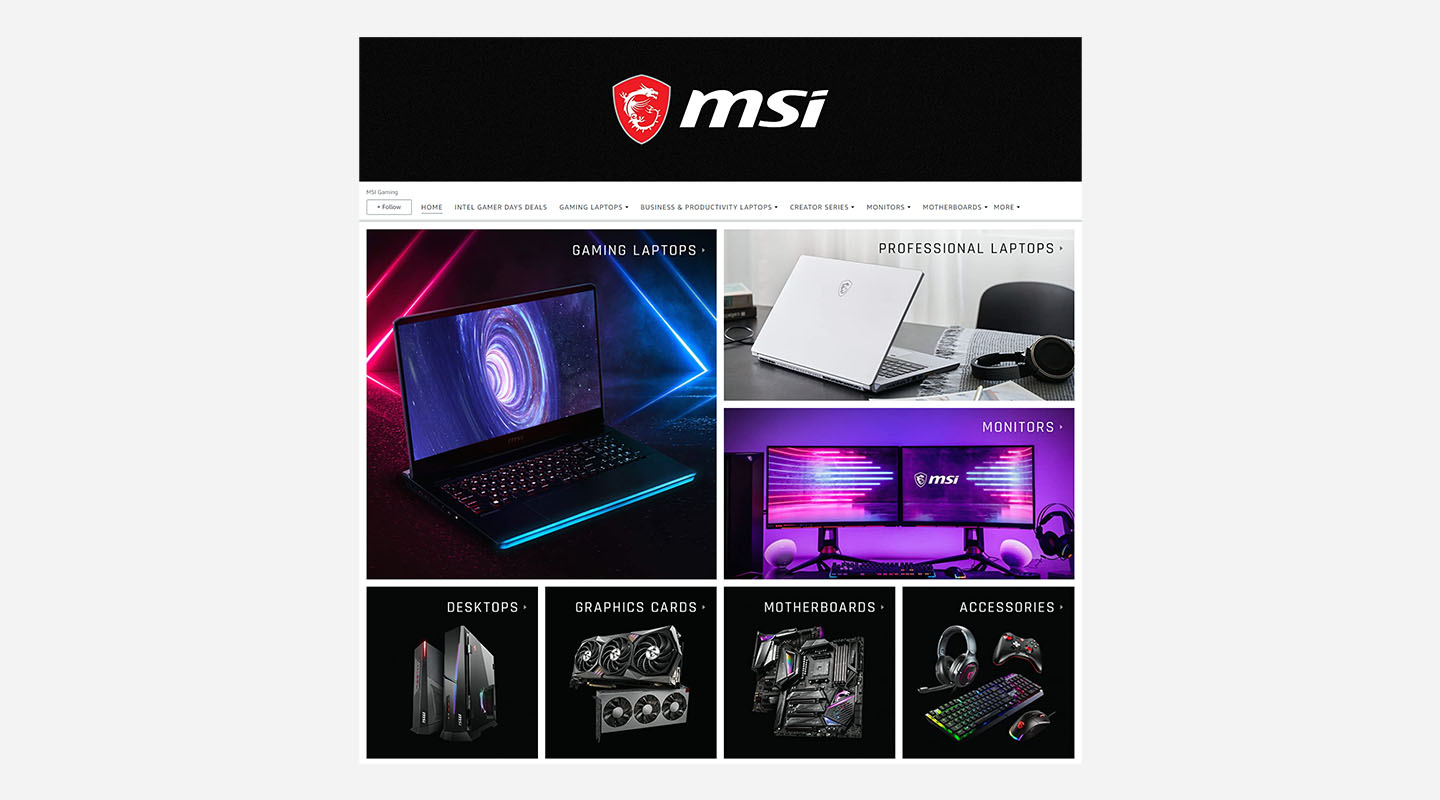 msi
MSI Gaming
+ Follow
HOME
INTEL GAMER DAYS DEALS
GAMING LAPTOPS
BUSINESS & PRODUCTIVITY LAPTOPS
CREATOR SERIES
MONITORS
MOTHERBOARDS
MORE
GAMING LAPTOPS
PROFESSIONAL LAPTOPS
msi
MONITORS
msi
DESKTOPS
GRAPHICS CARDS
MOTHERBOARDS
ACCESSORIES